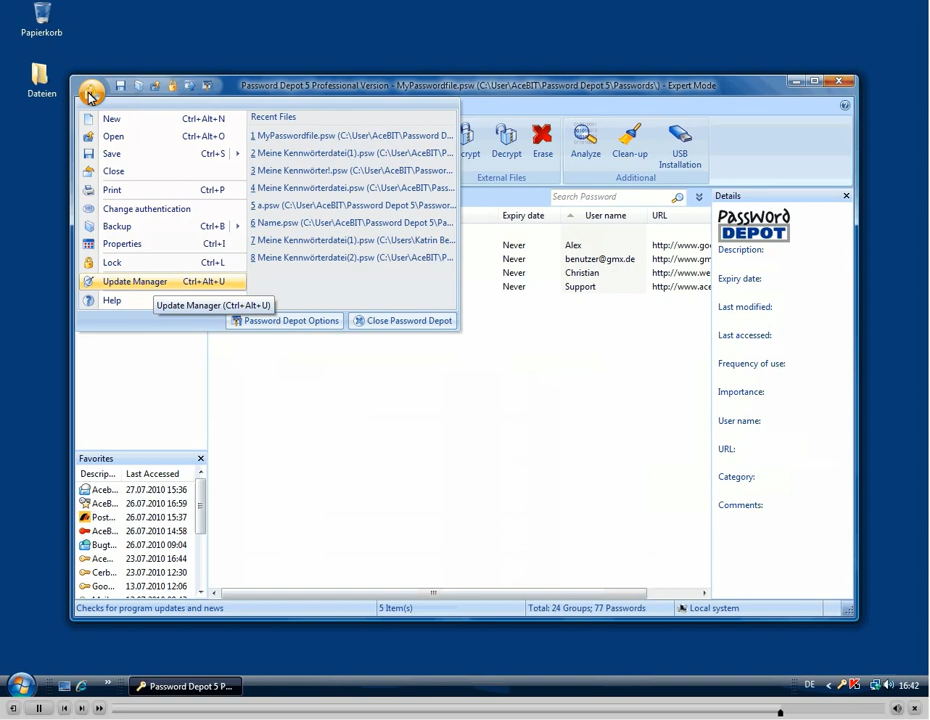 Papierkorb
Dateien
Password Depot 5 Professional Version - MyPasswordfile.psw (C:\User\AceBIT\Password Depot 5\Passwords\) - Expert Mode
New Ctrl+Alt+N
Open Ctrl+Alt+O
Save Ctrl+S
Close
Print Ctrl+P
Change authentication
Backup Ctrl+B
Properties Ctrl+I
Lock Ctrl+L
Update Manager Ctrl+Alt+U
Help
Update Manager (Ctrl+Alt+U)
Recent Files
1 MyPasswordfile.psw (C:\User\AceBIT\Password D...
2 Meine Kennwörterdatei(1).psw (C:\User\AceBIT\P...
3 Meine Kennwörter!.psw (C:\User\AceBIT\Passwor...
4 Meine Kennwörterdatei.psw (C:\User\AceBIT\Pass...
5 a.psw (C:\User\AceBIT\Password Depot 5\Passwor...
6 Name.psw (C:\User\AceBIT\Password Depot 5\Pa...
7 Meine Kennwörterdatei(1).psw (C:\Users\Katrin Be...
8 Meine Kennwörterdatei(2).psw (C:\User\AceBIT\P...
Password Depot Options Close Password Depot
crypt Decrypt Erase
External Files
Analyze Clean-up USB Installation
Additional
Search Password
Expiry date User name URL
Never Alex http://www.goo
Never benutzer@gmx.de http://www.gm
Never Christian http://www.we
Never Support http://www.ace
Details
PASSWORD
DEPOT
Description:
Expiry date:
Last modified:
Last accessed:
Frequency of use:
Importance:
User name:
URL:
Category:
Comments:
Favorites
Descrip... Last Accessed
Aceb... 27.07.2010 15:36
AceB... 26.07.2010 16:59
Post... 26.07.2010 15:37
AceB... 26.07.2010 14:58
Bugt... 26.07.2010 09:04
Ace... 23.07.2010 16:44
Cerb... 23.07.2010 12:30
Goo... 13.07.2010 12:06
Checks for program updates and news
5 Item(s)
Total: 24 Groups; 77 Passwords
Local system
Password Depot 5 P...
DE
16:42